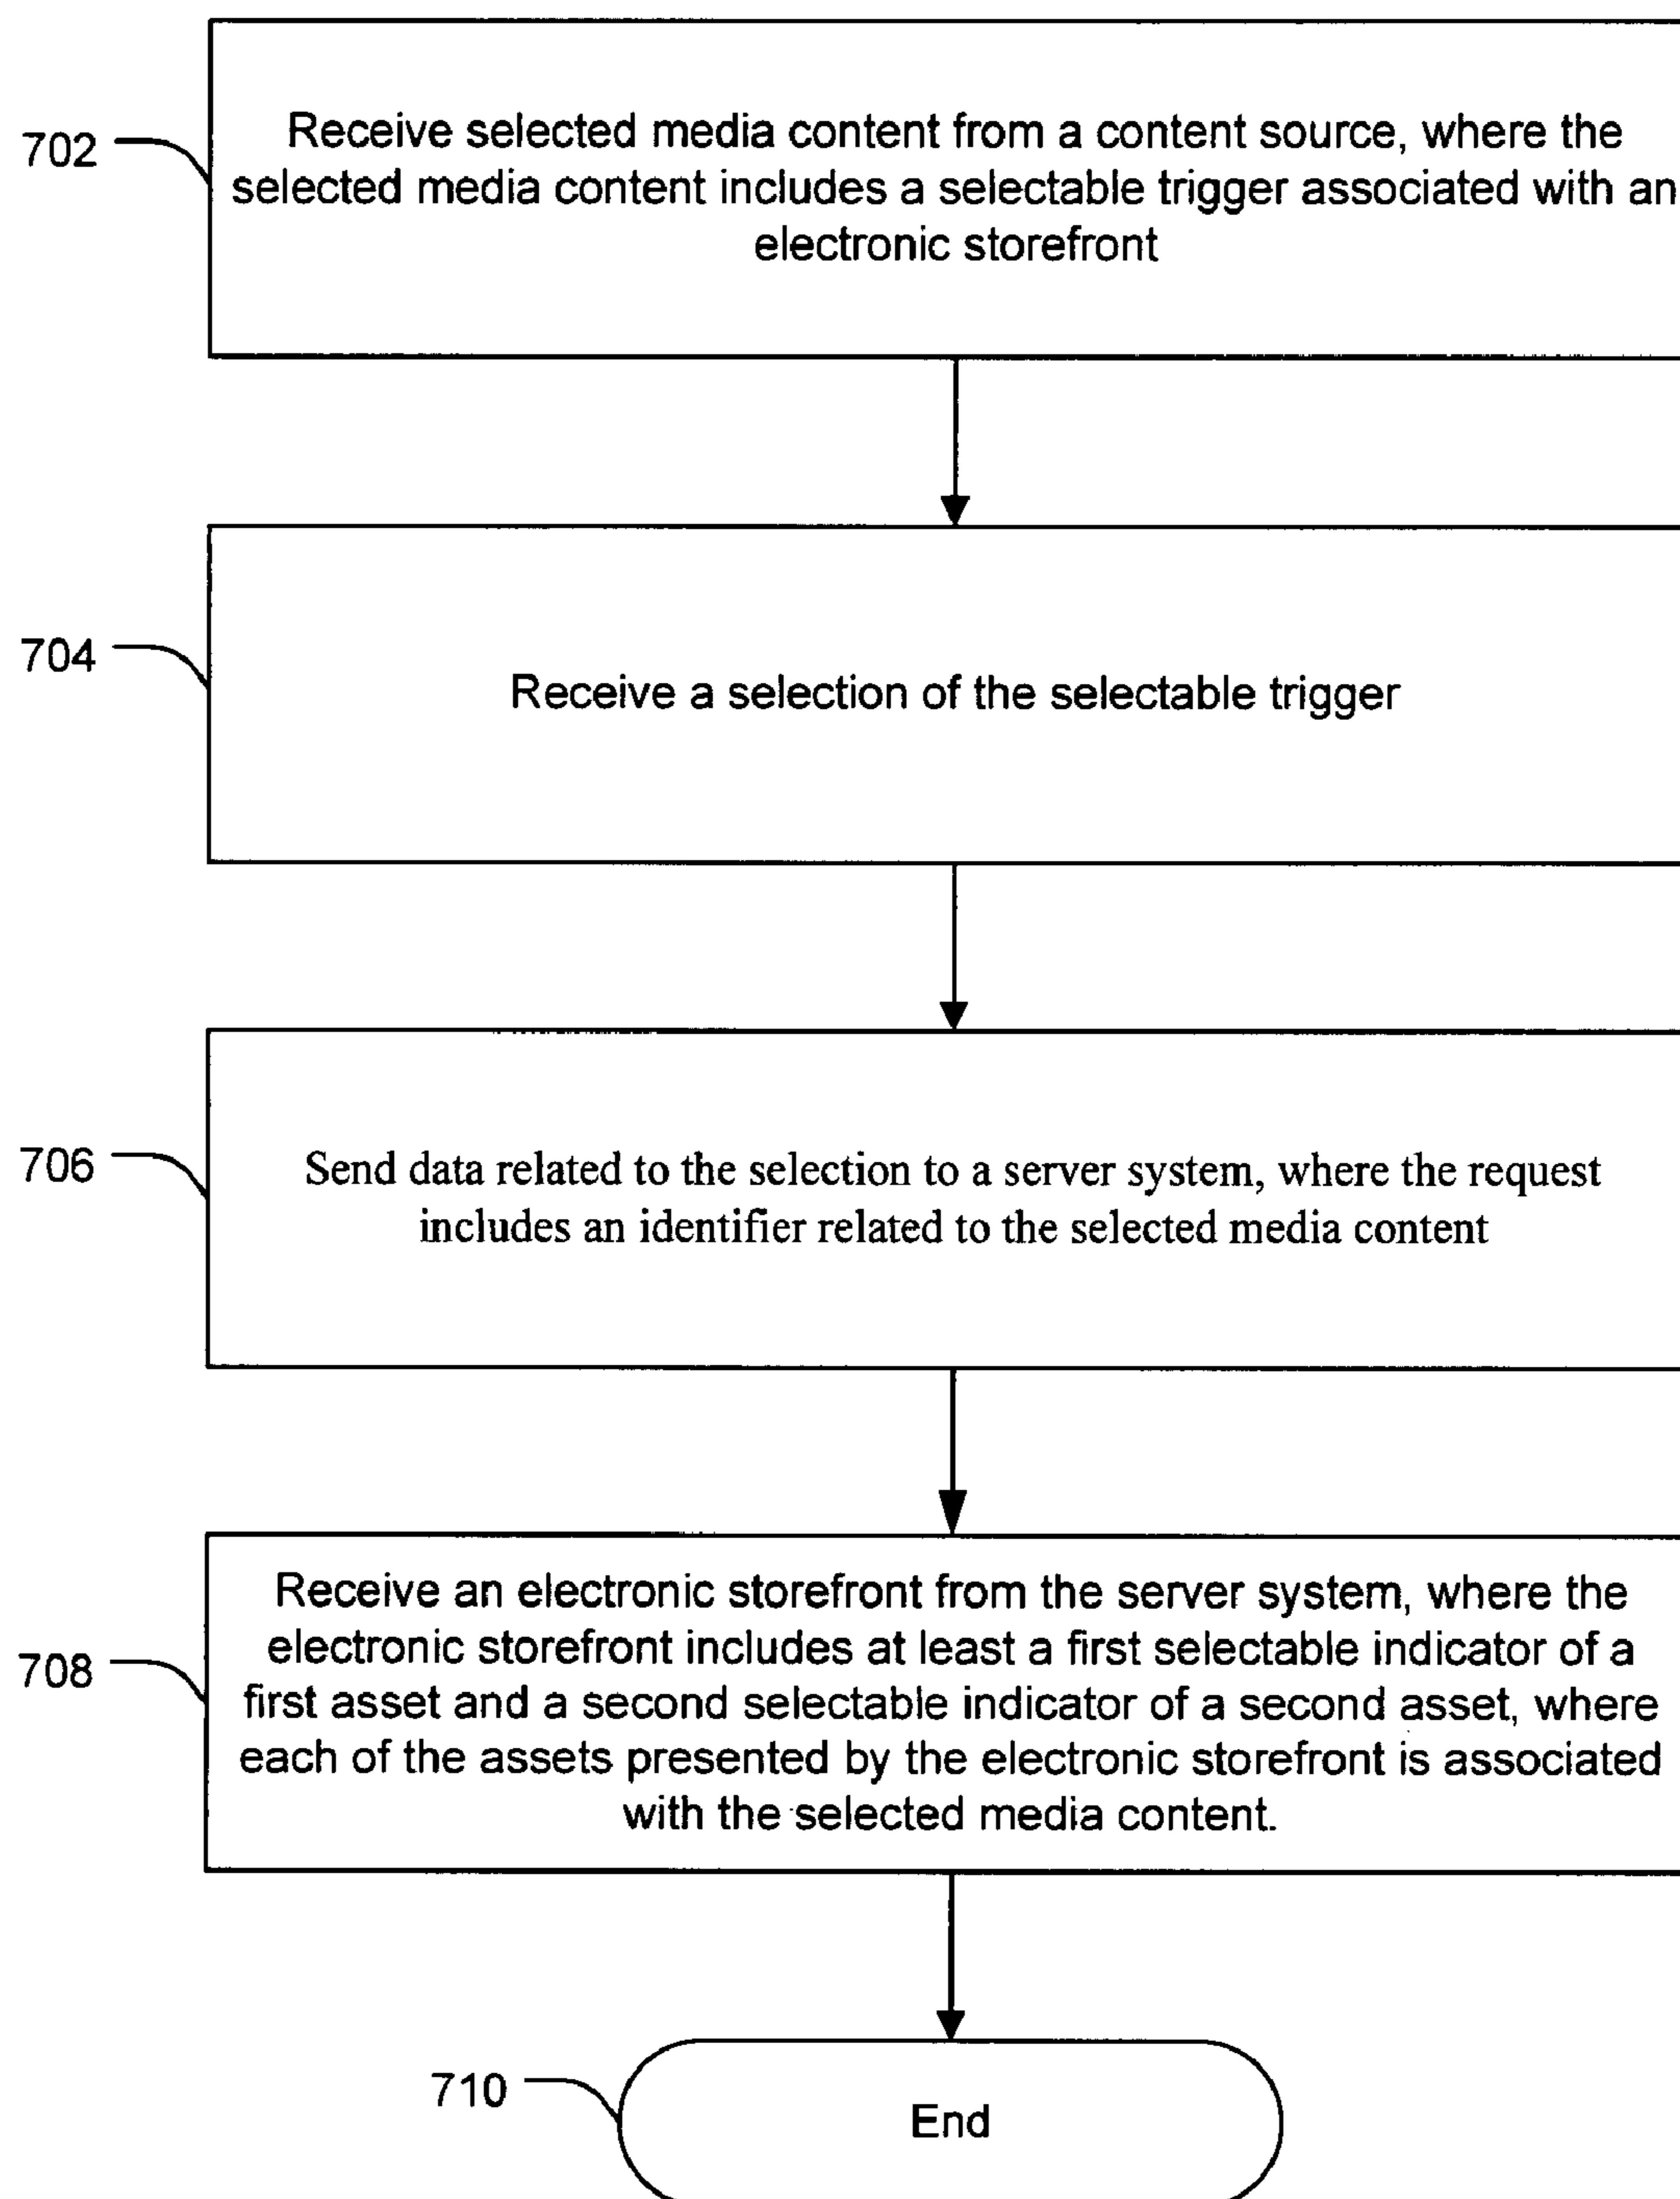 702
Receive selected media content from a content source, where the
selected media content includes a selectable trigger associated with an
electronic storefront
704
Receive a selection of the selectable trigger
706
Send data related to the selection to a server system, where the request
includes an identifier related to the selected media content
708
Receive an electronic storefront from the server system, where the
electronic storefront includes at least a first selectable indicator of a
first asset and a second selectable indicator of a second asset, where
each of the assets presented by the electronic storefront is associated
with the selected media content.
710
End